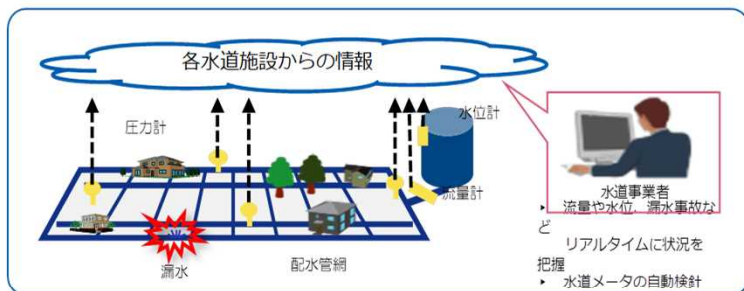 各水道施設からの情報
圧力計
水位計
流量計
漏水
配水管網
水道事業者
▸ 流量や水位、漏水事故な
ど
リアルタイムに状況を
把握
▸ 水道メータの自動検針